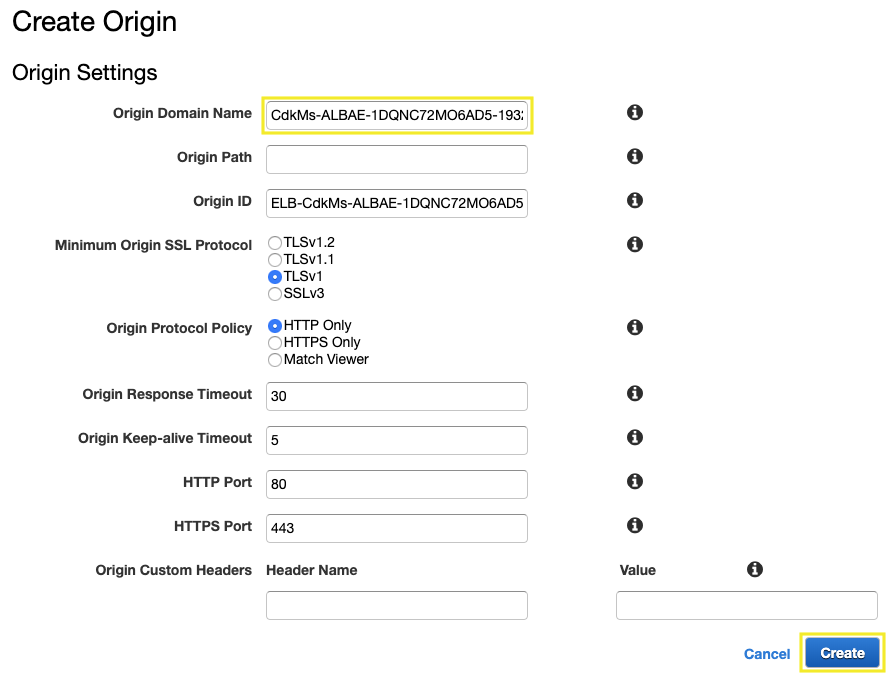 Create Origin
Origin Settings
Origin Domain Name CdkMs-ALBAE-1DQNC72MO6AD5-193
Origin Path
Origin ID ELB-CdkMs-ALBAE-1DQNC72MO6AD5
Minimum Origin SSL Protocol TLSv1.2
TLSv1.1
TLSv1
SSLv3
Origin Protocol Policy HTTP Only
HTTPS Only
Match Viewer
Origin Response Timeout 30
Origin Keep-alive Timeout 5
HTTP Port 80
HTTPS Port 443
Origin Custom Headers Header Name Value
Cancel Create